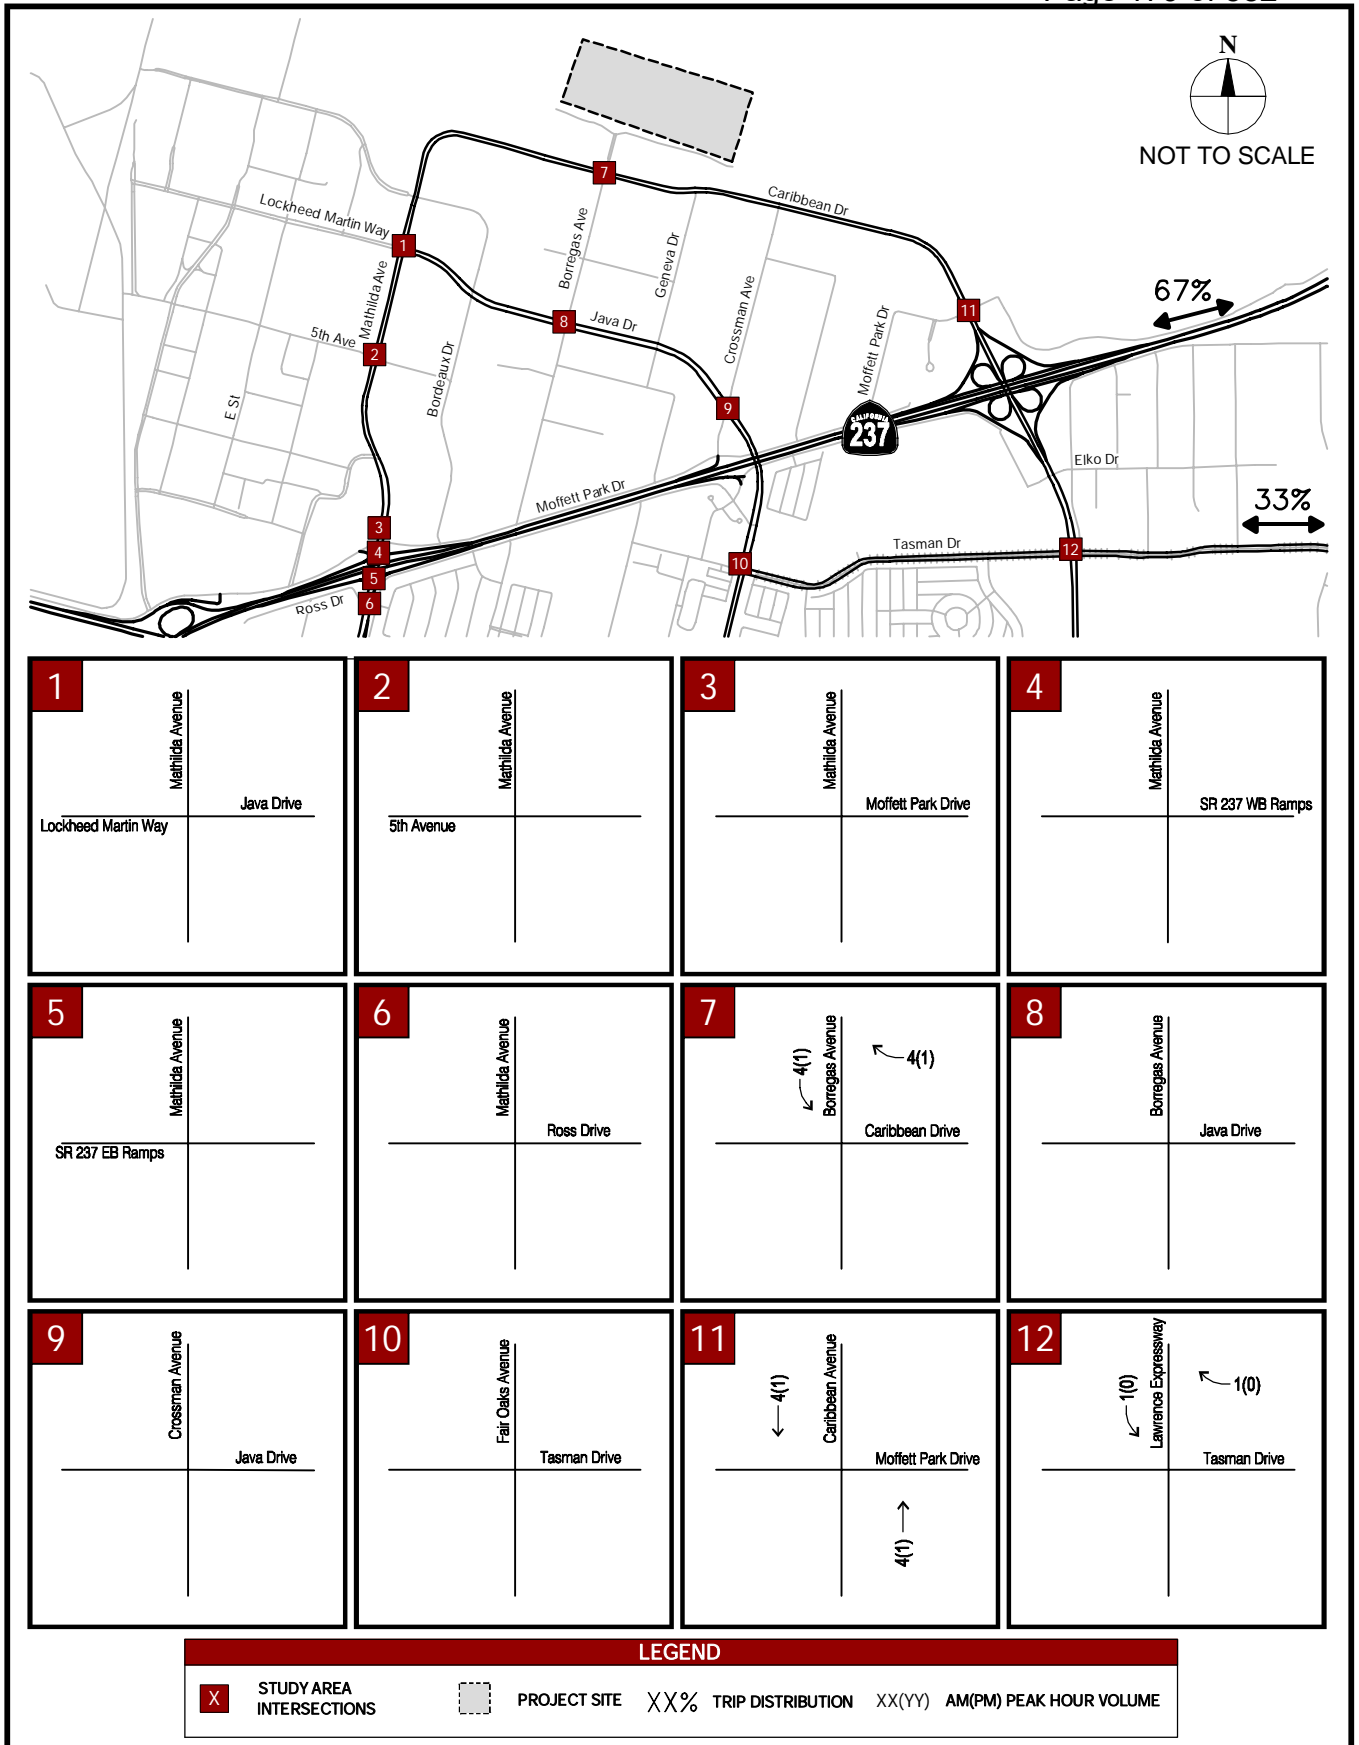 N
NOT TO SCALE
7
Caribbean Dr
Lockheed Martin Way
1
Mathilda Ave
Borregas Ave
Geneva Dr
67%
11
8
Java Dr
Crossman Ave
Moffett Park Dr
5th Ave
2
Bordeaux Dr
E St
9
CALIFORNIA
237
Elko Dr
Moffett Park Dr
33%
3
4
5
6
Ross Dr
10
Tasman Dr
12
1
Mathilda Avenue
Java Drive
Lockheed Martin Way
2
Mathilda Avenue
5th Avenue
3
Mathilda Avenue
Moffett Park Drive
4
Mathilda Avenue
SR 237 WB Ramps
5
Mathilda Avenue
SR 237 EB Ramps
6
Mathilda Avenue
Ross Drive
7
4(1)
Borregas Avenue
4(1)
Caribbean Drive
8
Borregas Avenue
Java Drive
9
Crossman Avenue
Java Drive
10
Fair Oaks Avenue
Tasman Drive
11
4(1)
Caribbean Avenue
Moffett Park Drive
4(1)
12
1(0)
Lawrence Expressway
1(0)
Tasman Drive
LEGEND
X
STUDY AREA
INTERSECTIONS
PROJECT SITE
XX% TRIP DISTRIBUTION
XX(YY) AM(PM) PEAK HOUR VOLUME